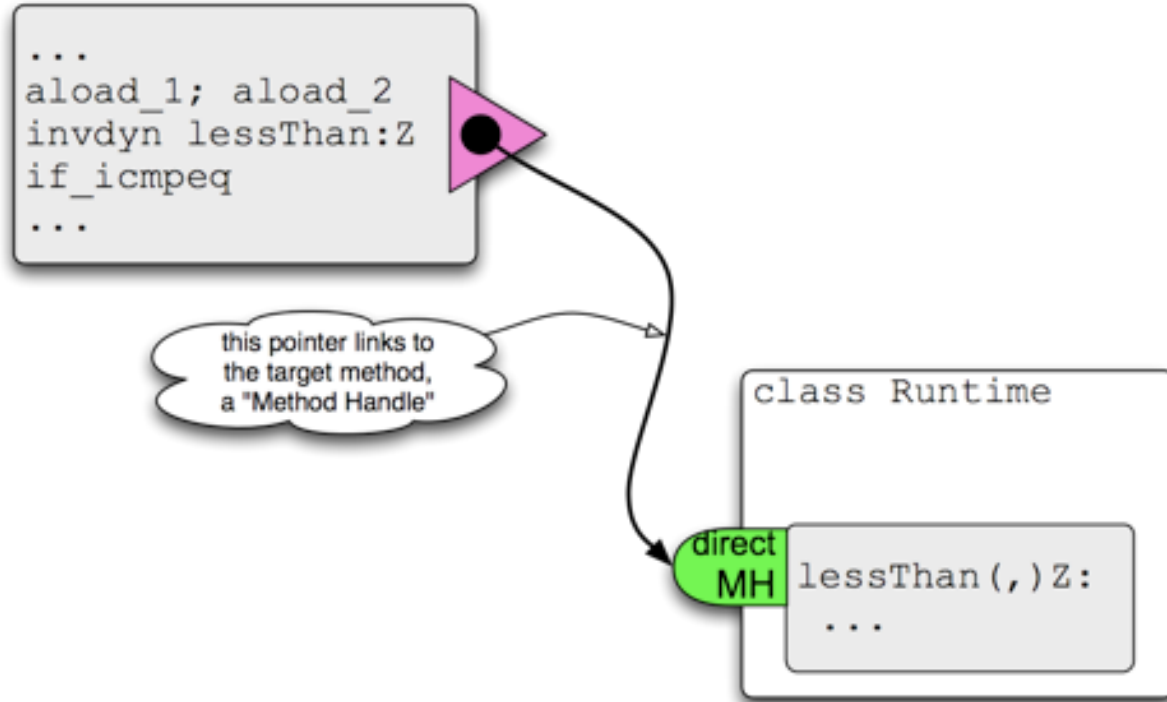 ...
aload_1; aload_2
invdyn lessThan:Z
if_icmpeq
...
this pointer links to
the target method,
a "Method Handle"
class Runtime
direct
MH
lessThan(,)Z:
...